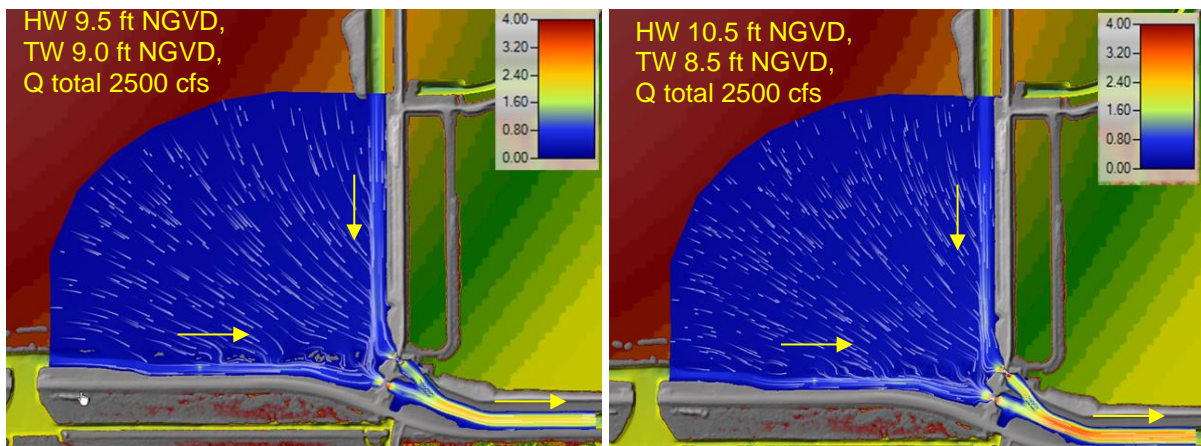 HW 9.5 ft NGVD,
TW 9.0 ft NGVD,
Q total 2500 cfs
4.00
3.20
2.40
1.60
0.80
0.00
HW 10.5 ft NGVD,
TW 8.5 ft NGVD,
Q total 2500 cfs
4.00
3.20
2.40
1.60
0.80
0.00